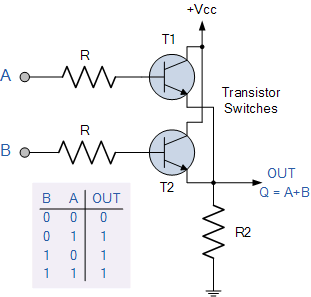 +Vcc
T1
R
A
Transistor
Switches
R
B
T2
OUT
Q = A+B
B A OUT
0 0 0
0 1 1
1 0 1
1 1 1
R2